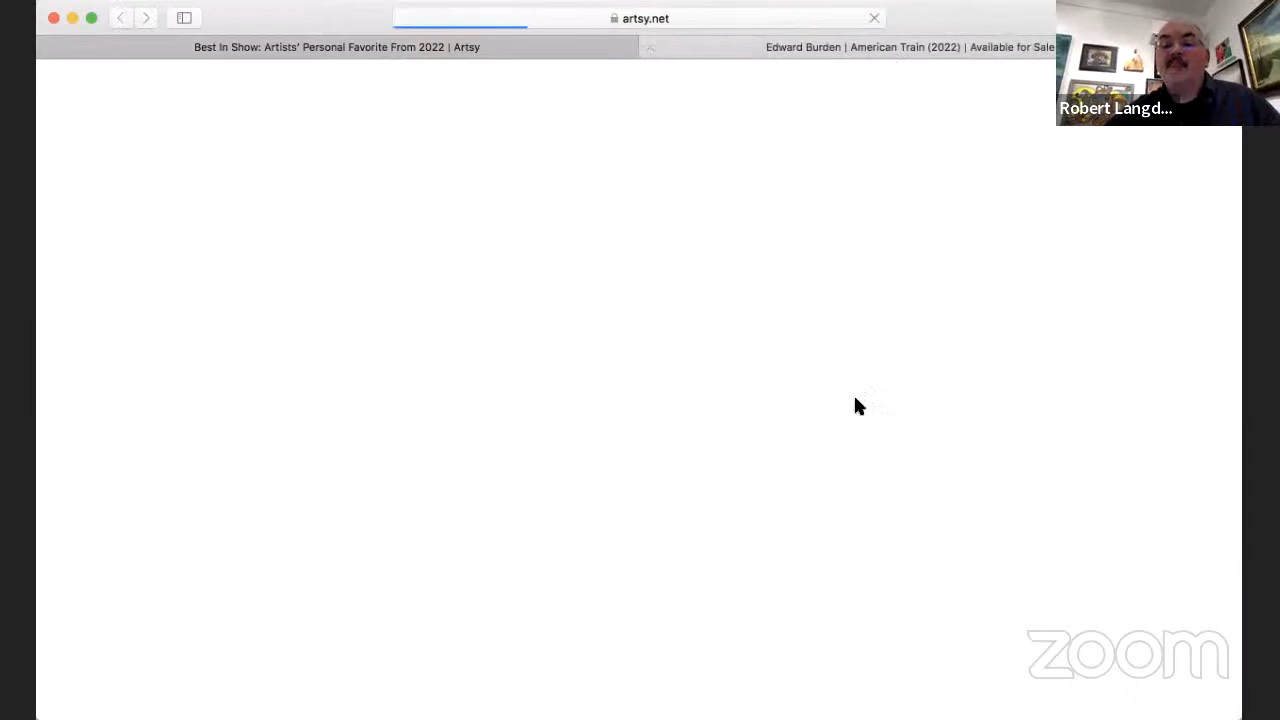 artsy.net
Best In Show: Artists' Personal Favorite From 2022 | Artsy
Edward Burden | American Train (2022) | Available for Sale
Robert Langd...
zoom